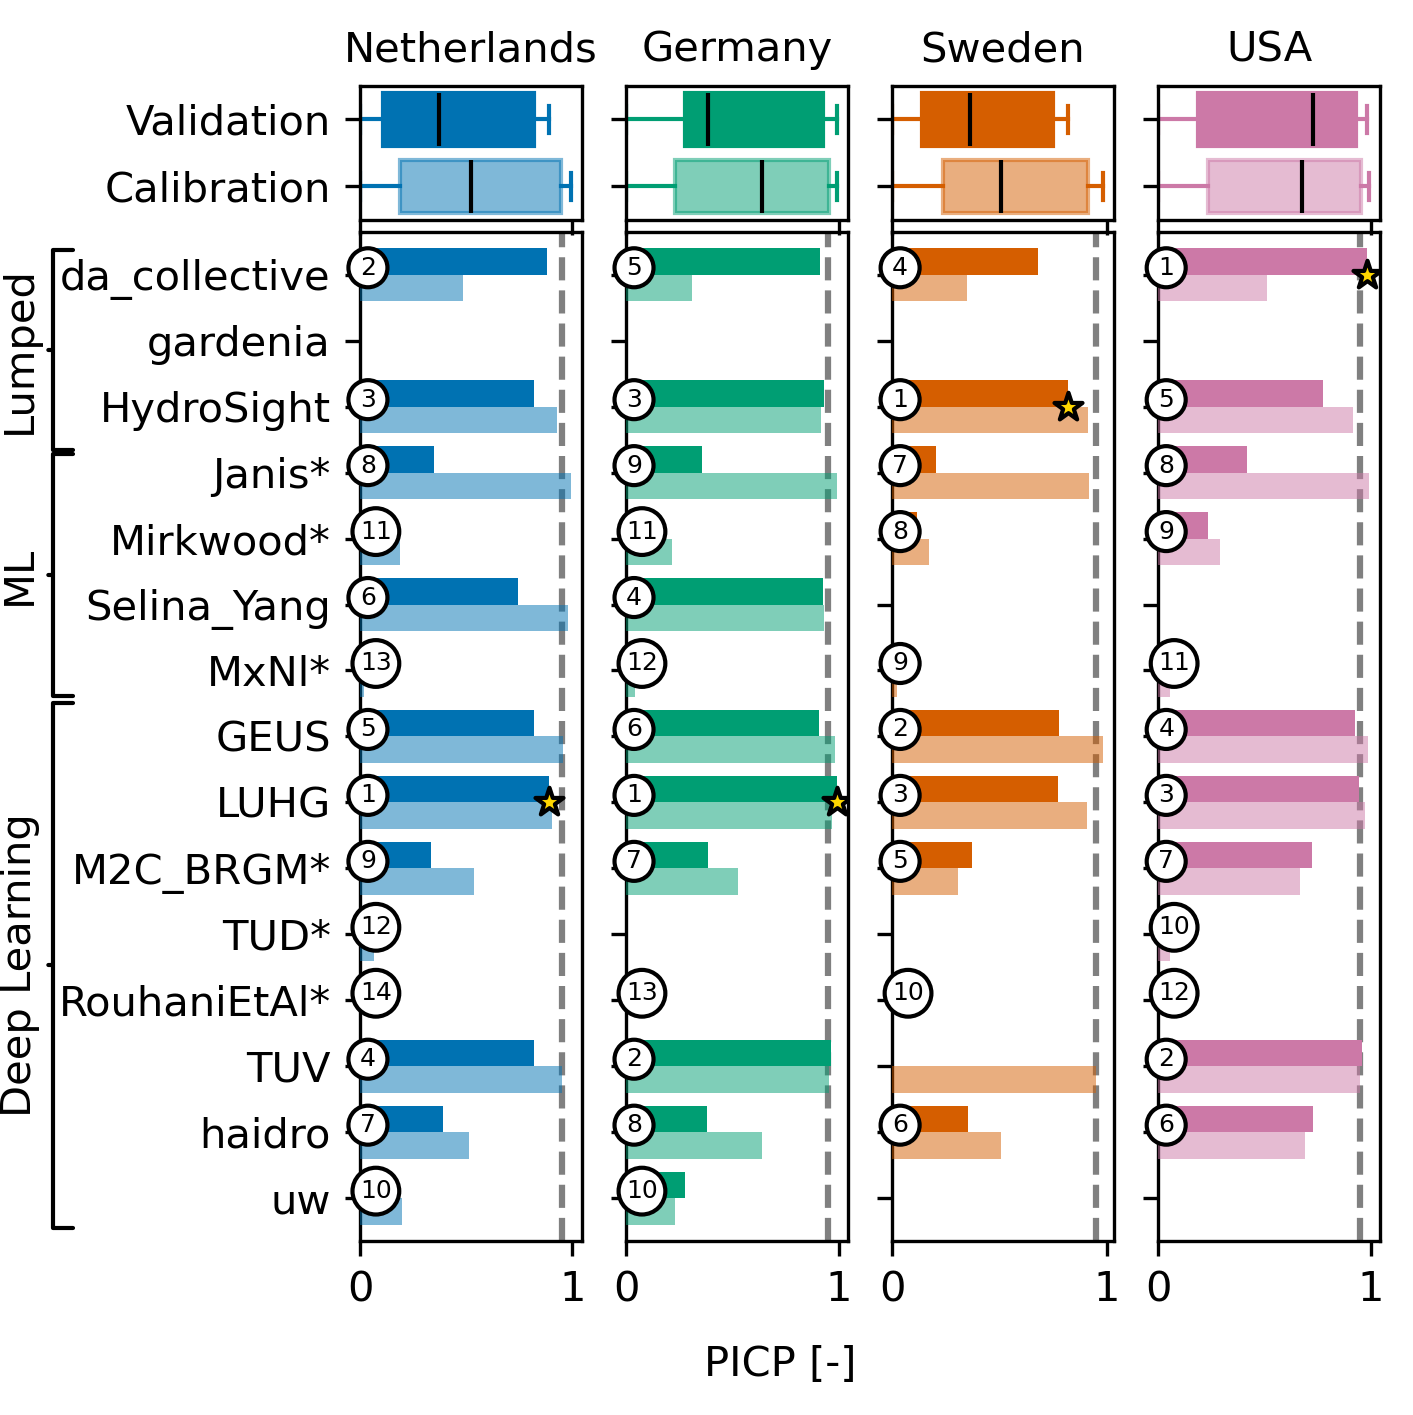 Netherlands Germany Sweden USA
Validation
Calibration
Lumped
da_collective 2 5 4 1
gardenia
HydroSight 3 3 1 5
ML
Janis* 8 9 7 8
Mirkwood* 11 11 8 9
Selina_Yang 6 4
MxNl* 13 12 9 11
Deep Learning
GEUS 5 6 2 4
LUHG 1 1 3 3
M2C_BRGM* 9 7 5 7
TUD* 12 10
RouhaniEtAl* 14 13 10 12
TUV 4 2 2
haidro 7 8 6 6
uw 10 10
0 1 0 1 0 1 0 1
PICP [-]